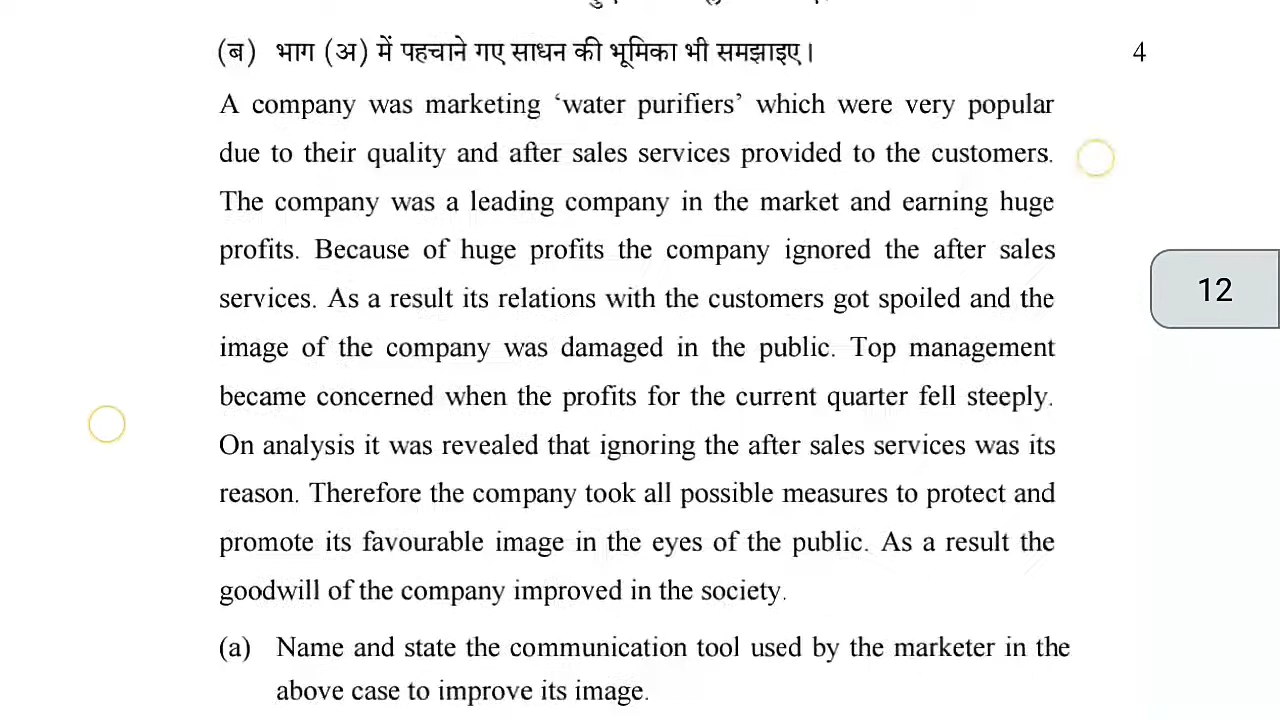 (ब) भाग (अ) में पहचाने गए साधन की भूमिका भी समझाइए। 4
A company was marketing ‘water purifiers’ which were very popular
due to their quality and after sales services provided to the customers.
The company was a leading company in the market and earning huge
profits. Because of huge profits the company ignored the after sales
services. As a result its relations with the customers got spoiled and the
image of the company was damaged in the public. Top management
became concerned when the profits for the current quarter fell steeply.
On analysis it was revealed that ignoring the after sales services was its
reason. Therefore the company took all possible measures to protect and
promote its favourable image in the eyes of the public. As a result the
goodwill of the company improved in the society.
(a) Name and state the communication tool used by the marketer in the
above case to improve its image.
12